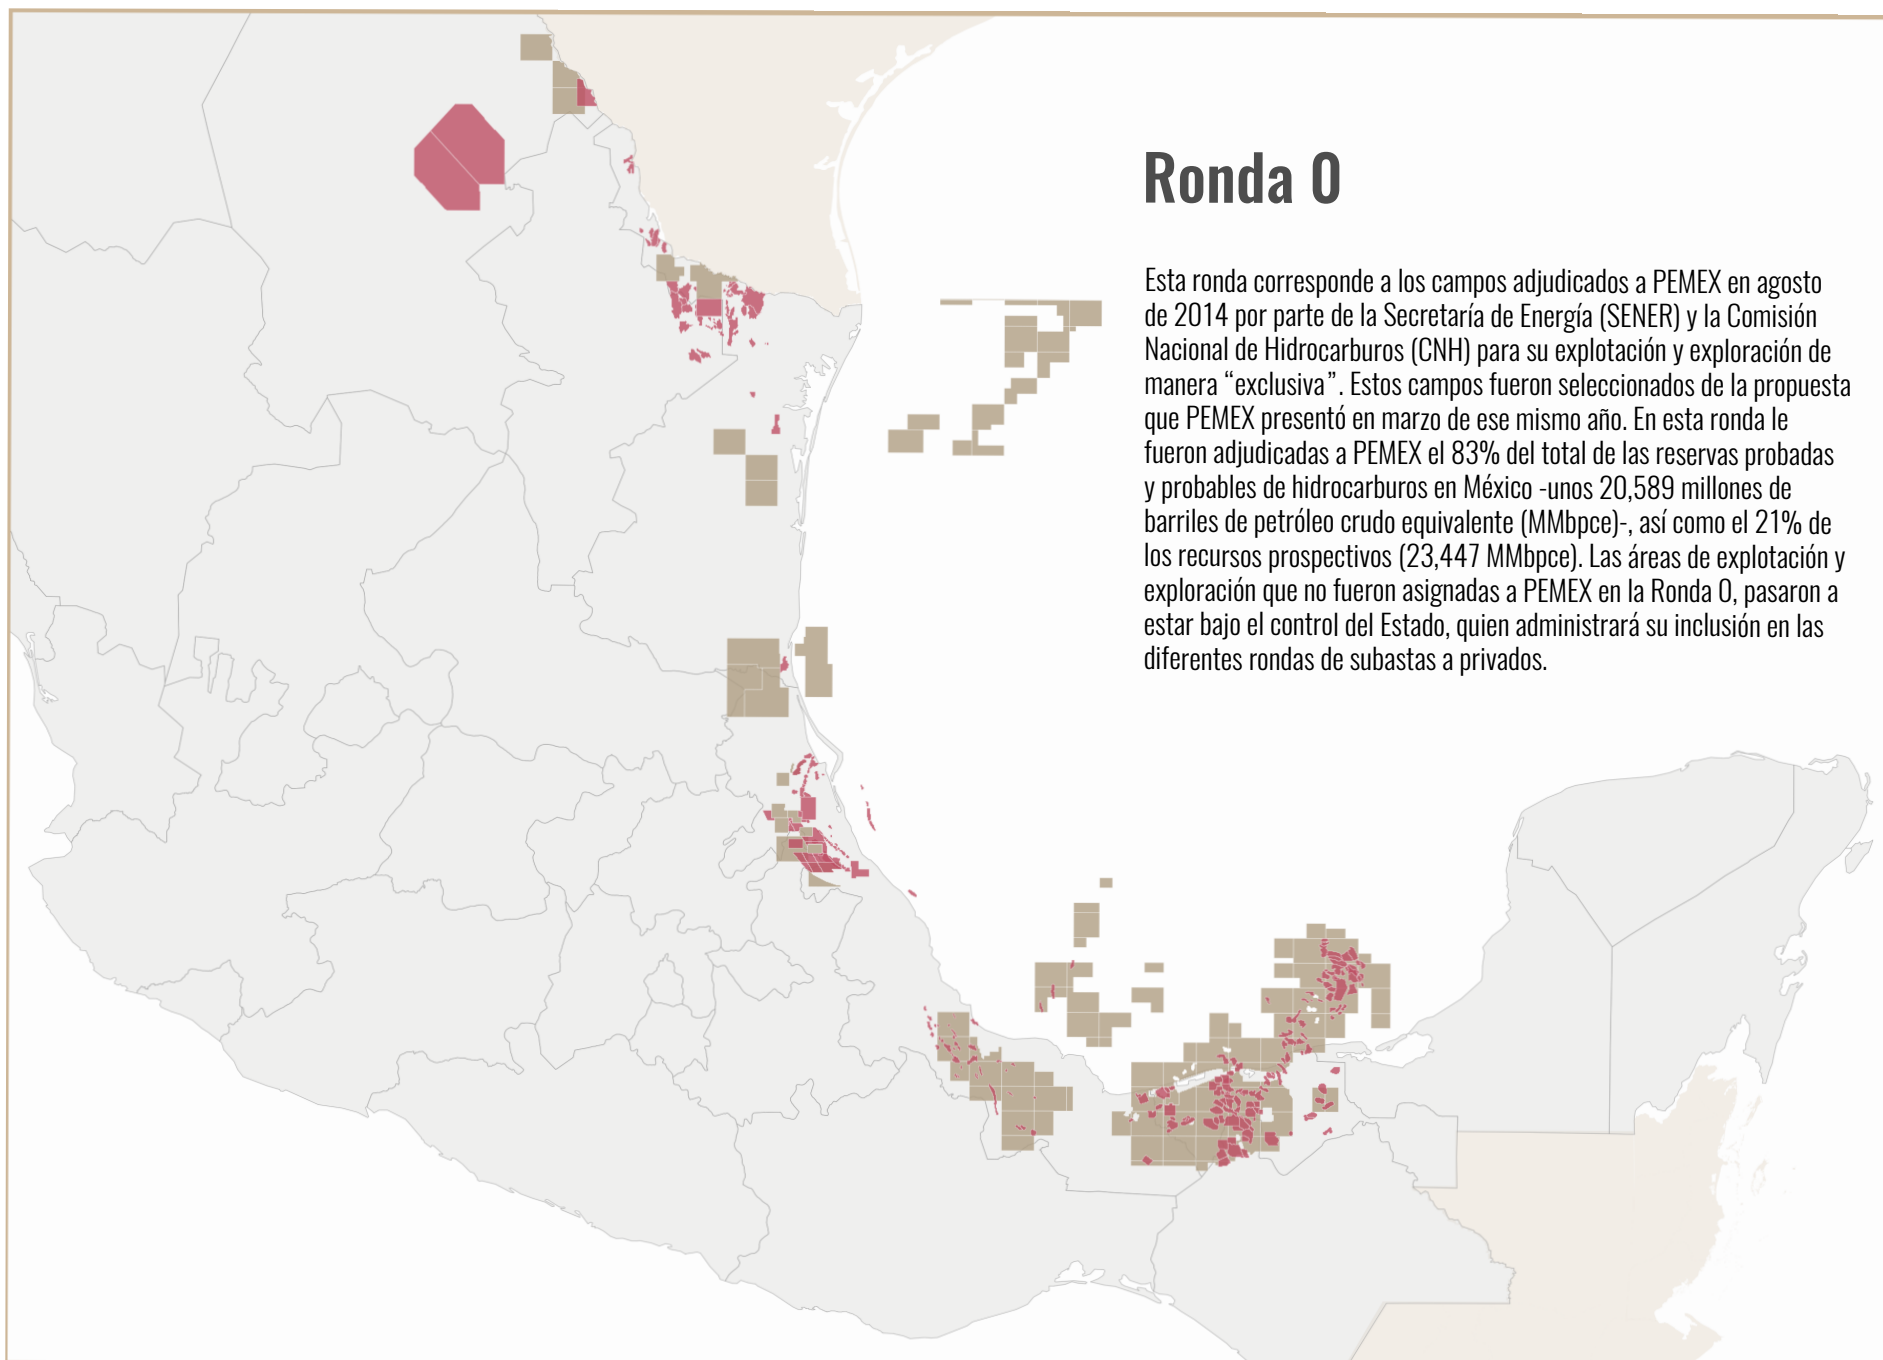 Ronda 0
Esta ronda corresponde a los campos adjudicados a PEMEX en agosto
de 2014 por parte de la Secretaría de Energía (SENER) y la Comisión
Nacional de Hidrocarburos (CNH) para su explotación y exploración de
manera “exclusiva”. Estos campos fueron seleccionados de la propuesta
que PEMEX presentó en marzo de ese mismo año. En esta ronda le
fueron adjudicadas a PEMEX el 83% del total de las reservas probadas
y probables de hidrocarburos en México -unos 20,589 millones de
barriles de petróleo crudo equivalente (MMbpce)-, así como el 21% de
los recursos prospectivos (23,447 MMbpce). Las áreas de explotación y
exploración que no fueron asignadas a PEMEX en la Ronda 0, pasaron a
estar bajo el control del Estado, quien administrará su inclusión en las
diferentes rondas de subastas a privados.